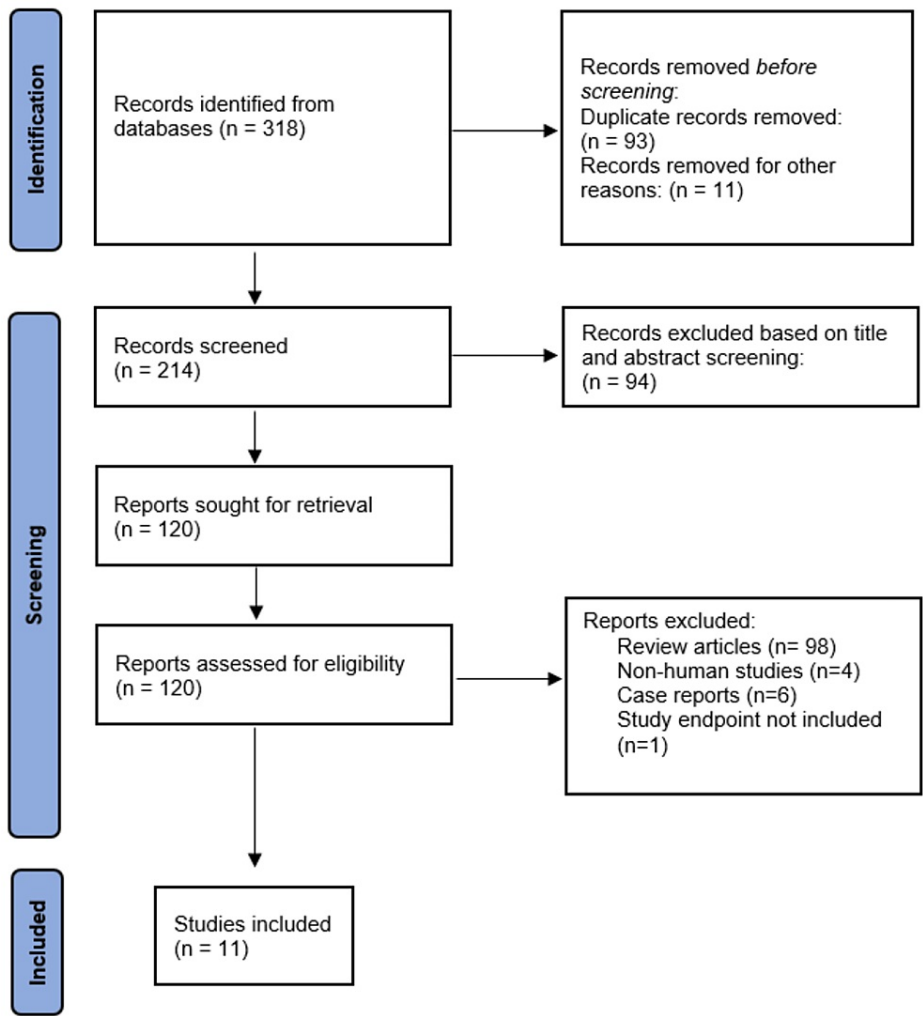 Identification
Records identified from
databases (n = 318)
Records removed before
screening:
Duplicate records removed:
(n = 93)
Records removed for other
reasons: (n = 11)
Screening
Records screened
(n = 214)
Records excluded based on title
and abstract screening:
(n = 94)
Reports sought for retrieval
(n = 120)
Reports assessed for eligibility
(n = 120)
Reports excluded:
Review articles (n= 98)
Non-human studies (n=4)
Case reports (n=6)
Study endpoint not included
(n=1)
Included
Studies included
(n = 11)